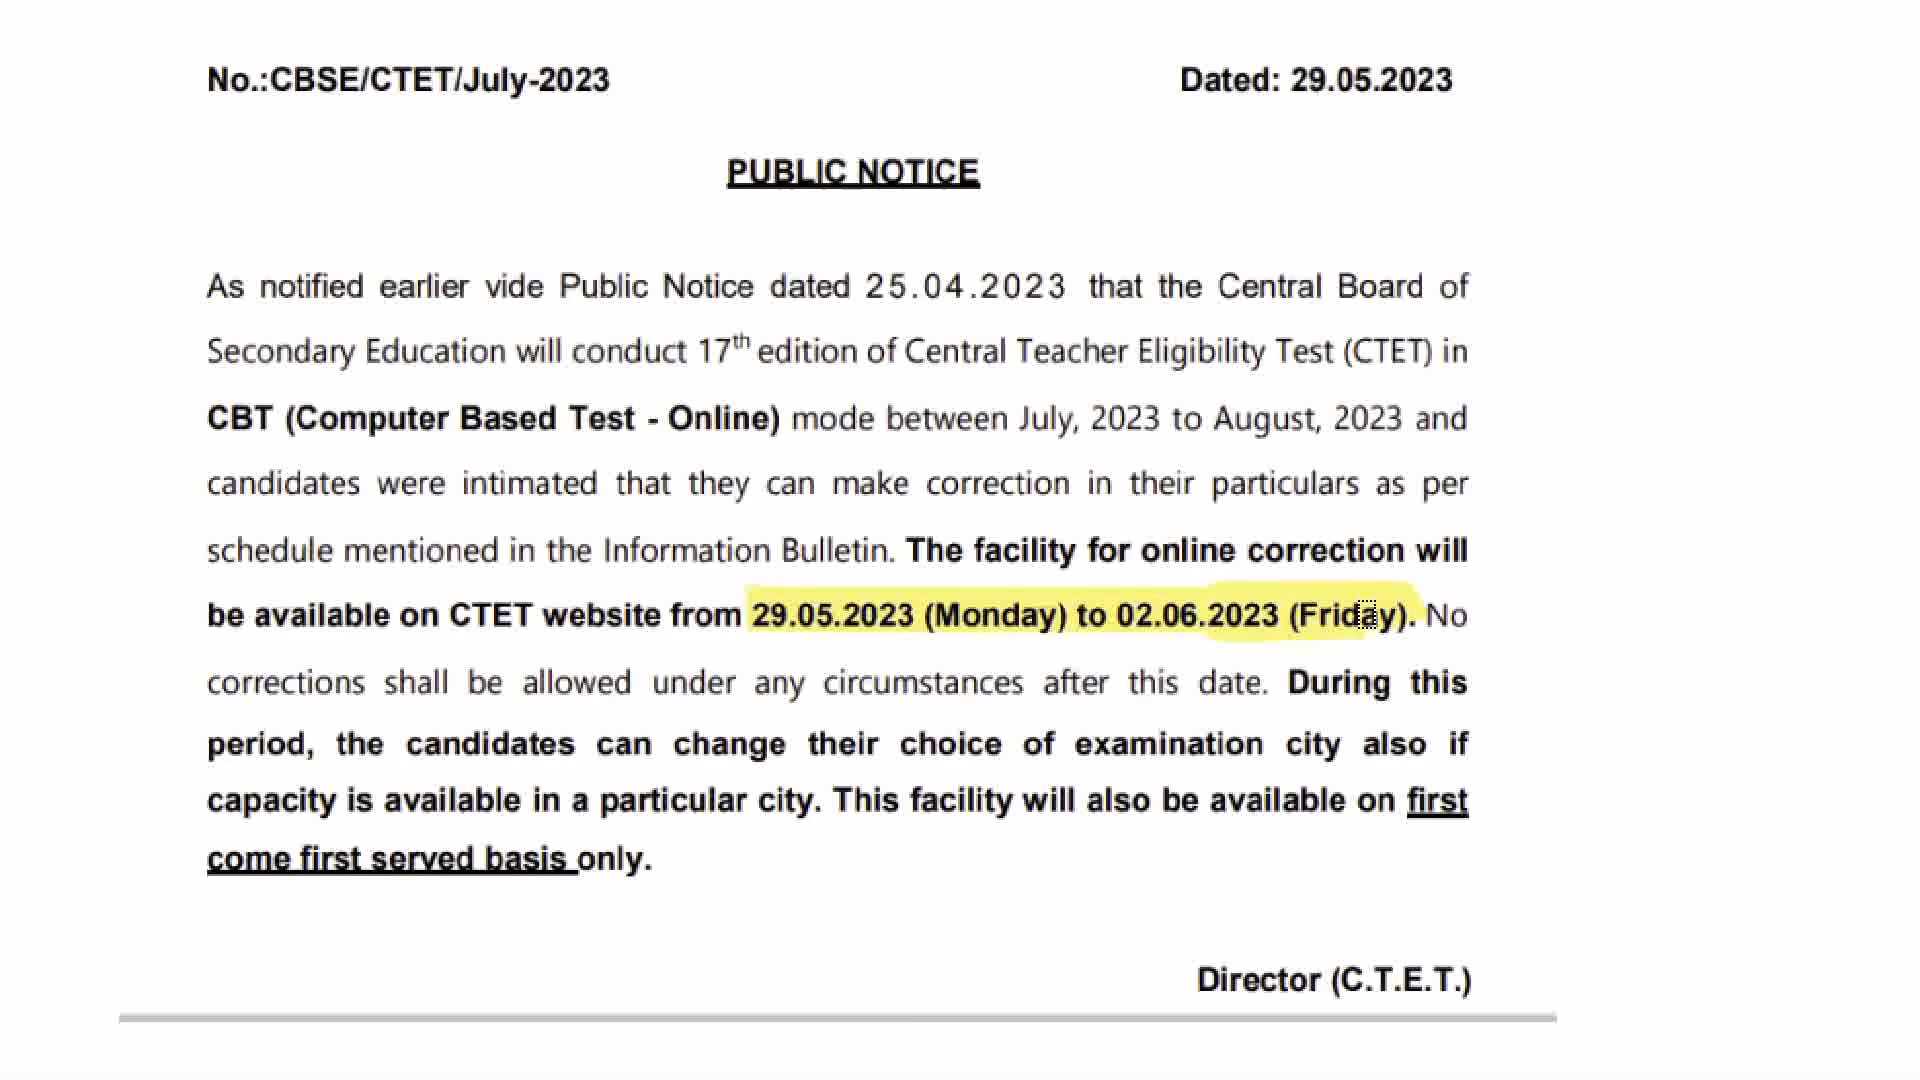 No.:CBSE/CTET/July-2023 Dated: 29.05.2023
PUBLIC NOTICE
As notified earlier vide Public Notice dated 25.04.2023 that the Central Board of
Secondary Education will conduct 17th edition of Central Teacher Eligibility Test (CTET) in
CBT (Computer Based Test - Online) mode between July, 2023 to August, 2023 and
candidates were intimated that they can make correction in their particulars as per
schedule mentioned in the Information Bulletin. The facility for online correction will
be available on CTET website from 29.05.2023 (Monday) to 02.06.2023 (Friday). No
corrections shall be allowed under any circumstances after this date. During this
period, the candidates can change their choice of examination city also if
capacity is available in a particular city. This facility will also be available on first
come first served basis only.
Director (C.T.E.T.)